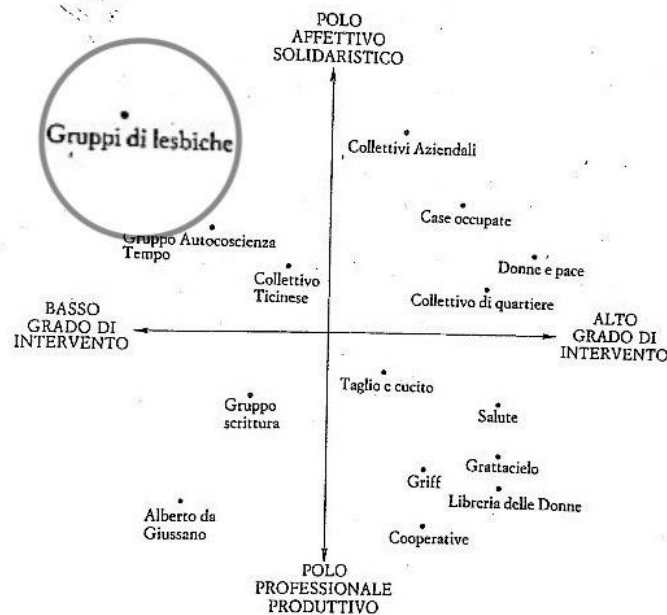 POLO
AFFETTIVO
SOLIDARISTICO
Gruppi di lesbiche
Collettivi Aziendali
Case occupate
Gruppo Autocoscienza
Tempo
Donne e pace
Collettivo
Ticinese
Collettivo di quartiere
BASSO
GRADO DI
INTERVENTO
ALTO
GRADO DI
INTERVENTO
Taglio e cucito
Gruppo
scrittura
Salute
Grattacielo
Griff
Libreria delle Donne
Alberto da
Giussano
Cooperative
POLO
PROFESSIONALE
PRODUTTIVO